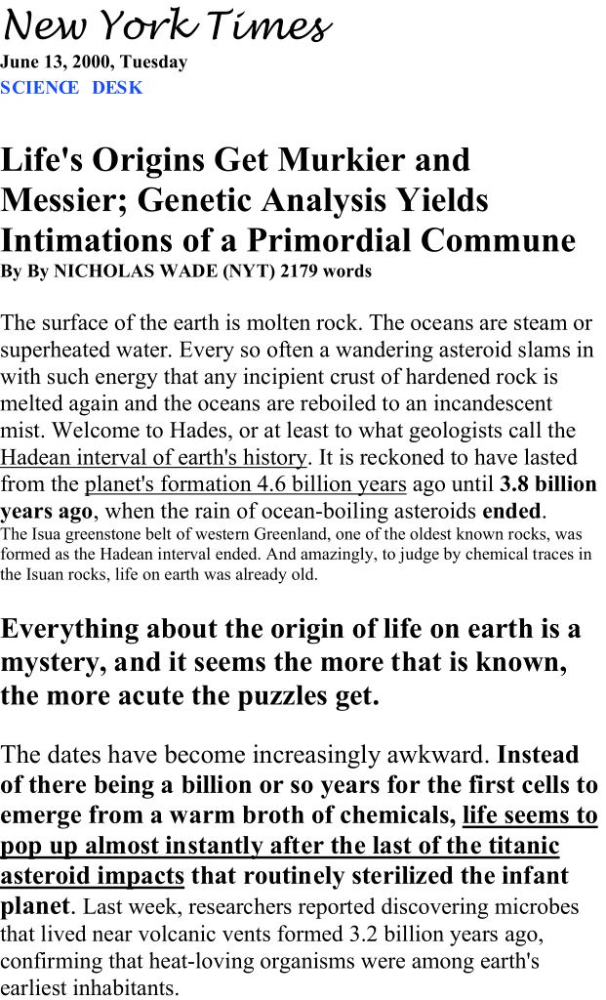 New York Times
June 13, 2000, Tuesday
SCIENCE DESK
Life's Origins Get Murkier and
Messier; Genetic Analysis Yields
Intimations of a Primordial Commune
By By NICHOLAS WADE (NYT) 2179 words
The surface of the earth is molten rock. The oceans are steam or
superheated water. Every so often a wandering asteroid slams in
with such energy that any incipient crust of hardened rock is
melted again and the oceans are reboiled to an incandescent
mist. Welcome to Hades, or at least to what geologists call the
Hadean interval of earth's history. It is reckoned to have lasted
from the planet's formation 4.6 billion years ago until 3.8 billion
years ago, when the rain of ocean-boiling asteroids ended.
The Isua greenstone belt of western Greenland, one of the oldest known rocks, was
formed as the Hadean interval ended. And amazingly, to judge by chemical traces in
the Isuan rocks, life on earth was already old.
Everything about the origin of life on earth is a
mystery, and it seems the more that is known,
the more acute the puzzles get.
The dates have become increasingly awkward. Instead
of there being a billion or so years for the first cells to
emerge from a warm broth of chemicals, life seems to
pop up almost instantly after the last of the titanic
asteroid impacts that routinely sterilized the infant
planet. Last week, researchers reported discovering microbes
that lived near volcanic vents formed 3.2 billion years ago,
confirming that heat-loving organisms were among earth's
earliest inhabitants.